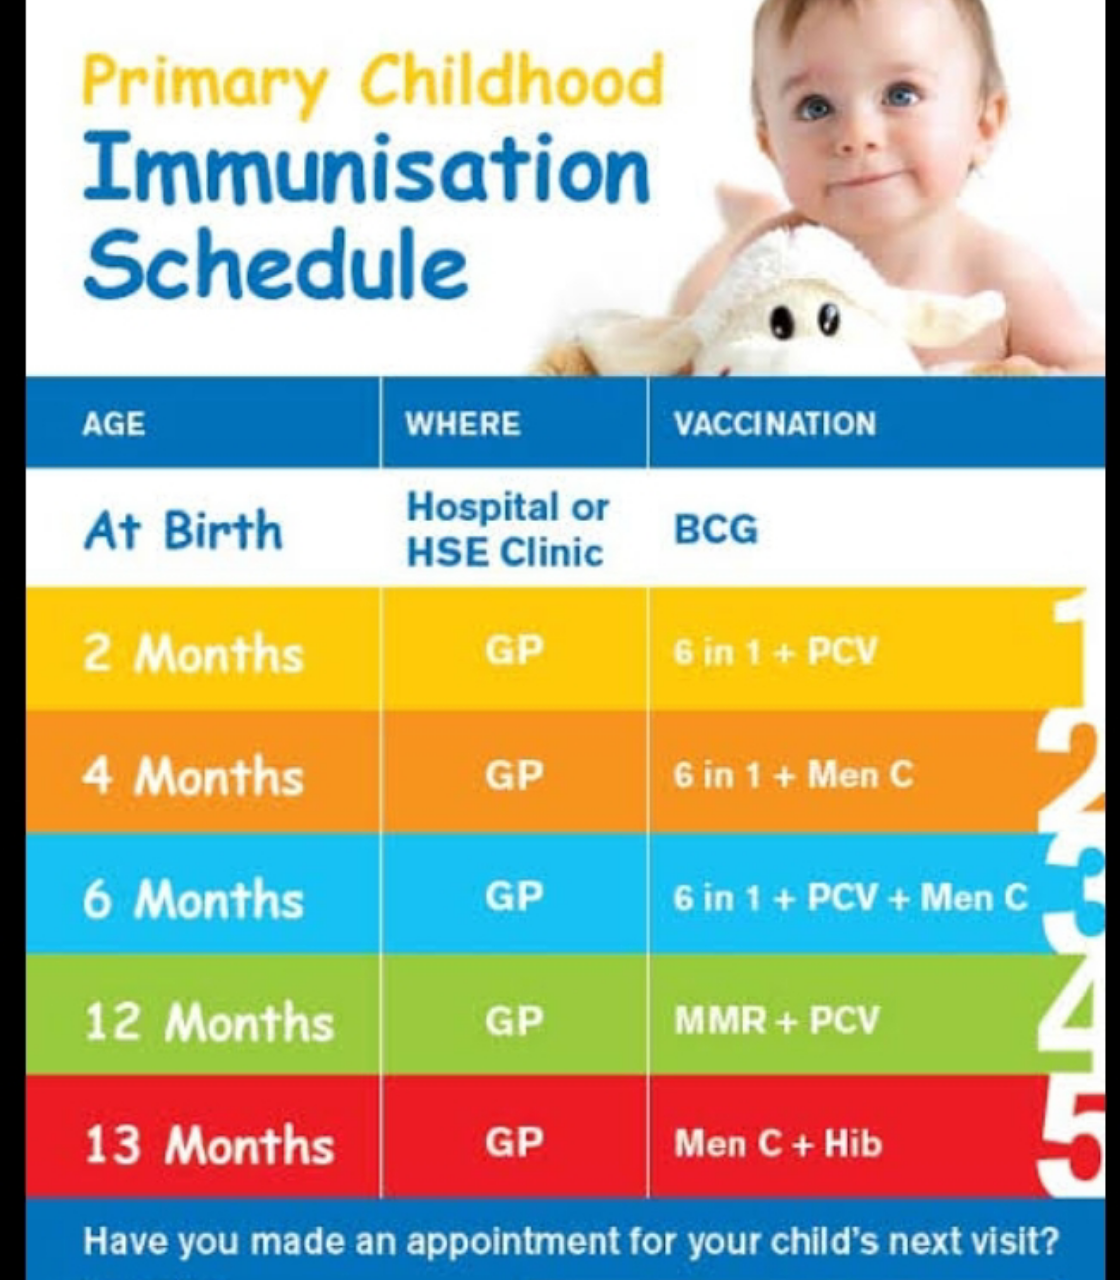 Primary Childhood
Immunisation
Schedule
AGE WHERE VACCINATION
At Birth Hospital or HSE Clinic BCG
2 Months GP 6 in 1 + PCV 1
4 Months GP 6 in 1 + Men C 2
6 Months GP 6 in 1 + PCV + Men C 3
12 Months GP MMR + PCV 4
13 Months GP Men C + Hib 5
Have you made an appointment for your child's next visit?